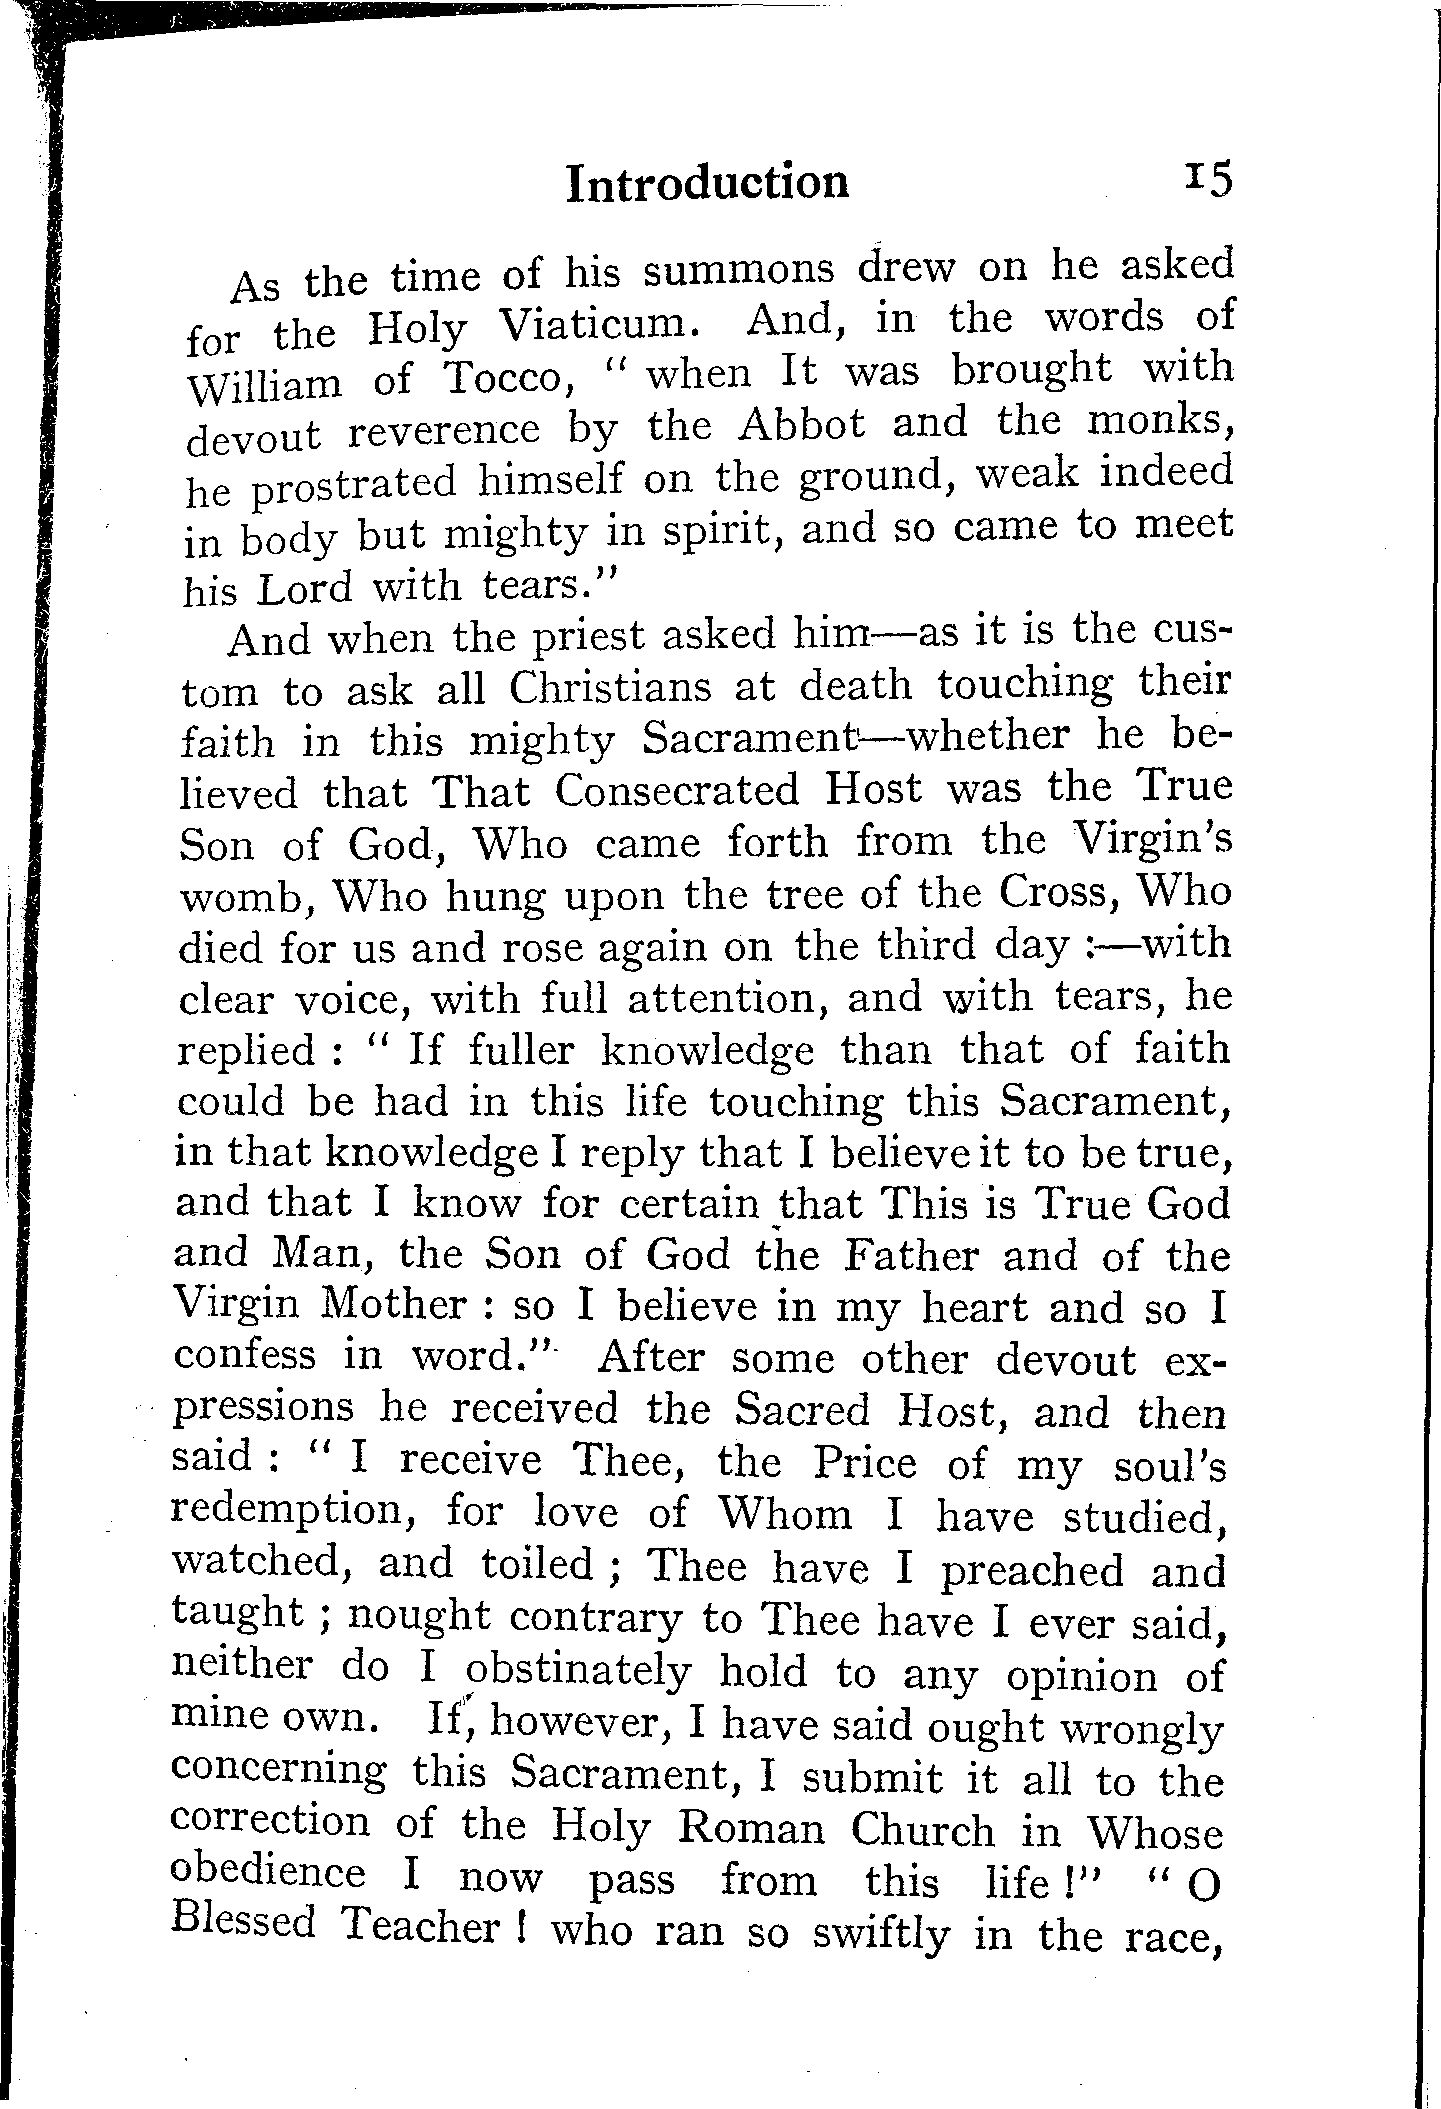 Introduction 15
As the time of his summons drew on he asked
for the Holy Viaticum. And, in the words of
William of Tocco, " when It was brought with
devout reverence by the Abbot and the monks,
he prostrated himself on the ground, weak indeed
in body but mighty in spirit, and so came to meet
his Lord with tears."
And when the priest asked him—as it is the cus-
tom to ask all Christians at death touching their
faith in this mighty Sacrament—whether he be-
lieved that That Consecrated Host was the True
Son of God, Who came forth from the Virgin's
womb, Who hung upon the tree of the Cross, Who
died for us and rose again on the third day :—with
clear voice, with full attention, and with tears, he
replied : " If fuller knowledge than that of faith
could be had in this life touching this Sacrament,
in that knowledge I reply that I believe it to be true,
and that I know for certain that This is True God
and Man, the Son of God the Father and of the
Virgin Mother : so I believe in my heart and so I
confess in word." After some other devout ex-
pressions he received the Sacred Host, and then
said : " I receive Thee, the Price of my soul's
redemption, for love of Whom I have studied,
watched, and toiled ; Thee have I preached and
taught ; nought contrary to Thee have I ever said,
neither do I obstinately hold to any opinion of
mine own. If, however, I have said ought wrongly
concerning this Sacrament, I submit it all to the
correction of the Holy Roman Church in Whose
obedience I now pass from this life !" " O
Blessed Teacher ! who ran so swiftly in the race,